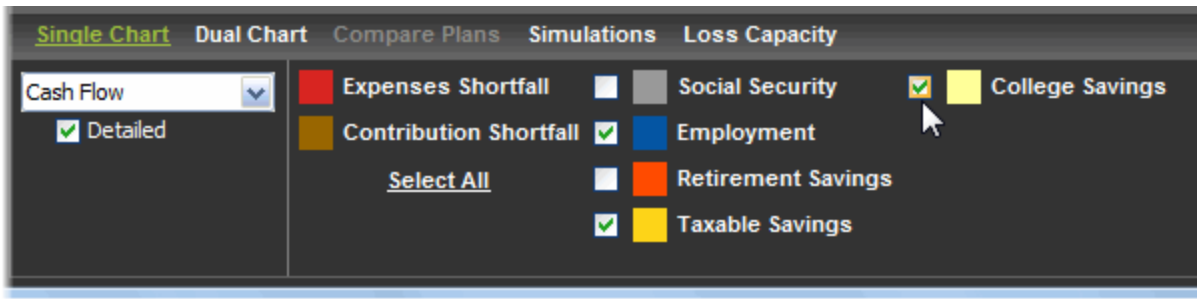 Single Chart Dual Chart Compare Plans Simulations Loss Capacity
Cash Flow
Detailed
Expenses Shortfall
Contribution Shortfall
Select All
Social Security
Employment
Retirement Savings
Taxable Savings
College Savings